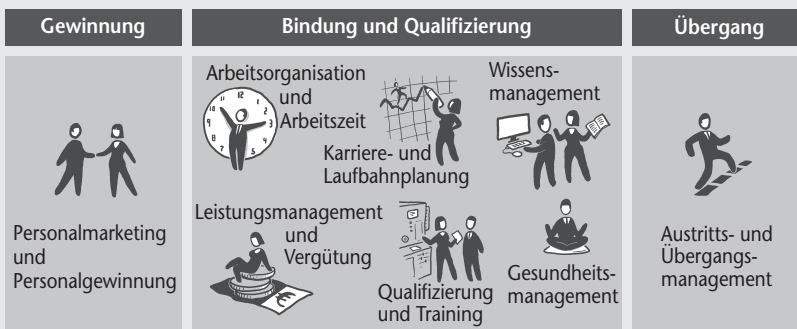 Gewinnung
Personalmarketing
und
Personalgewinnung
Bindung und Qualifizierung
Arbeitsorganisation
und
Arbeitszeit
Karriere- und
Laufbahnplanung
Wissens-
management
Leistungsmanagement
und
Vergütung
Qualifizierung
und Training
Gesundheits-
management
Übergang
Austritts- und
Übergangs-
management